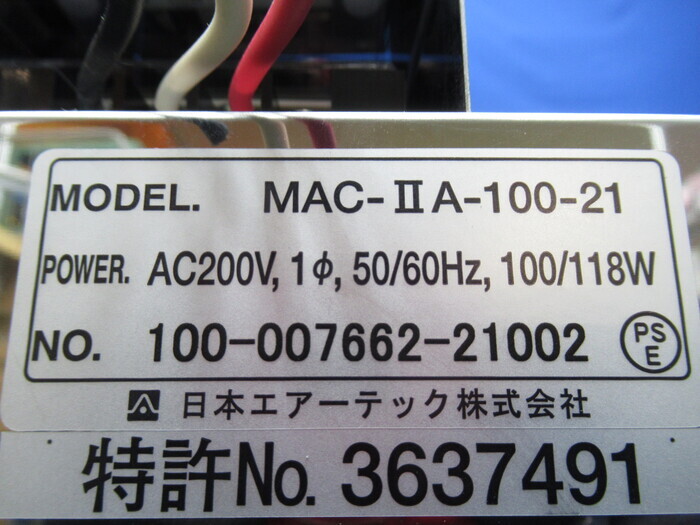 MODEL. MAC-ⅡA-100-21
POWER. AC200V, 1φ, 50/60Hz, 100/118W
NO. 100-007662-21002
PS
E
日本エアーテック株式会社
特許No. 3637491